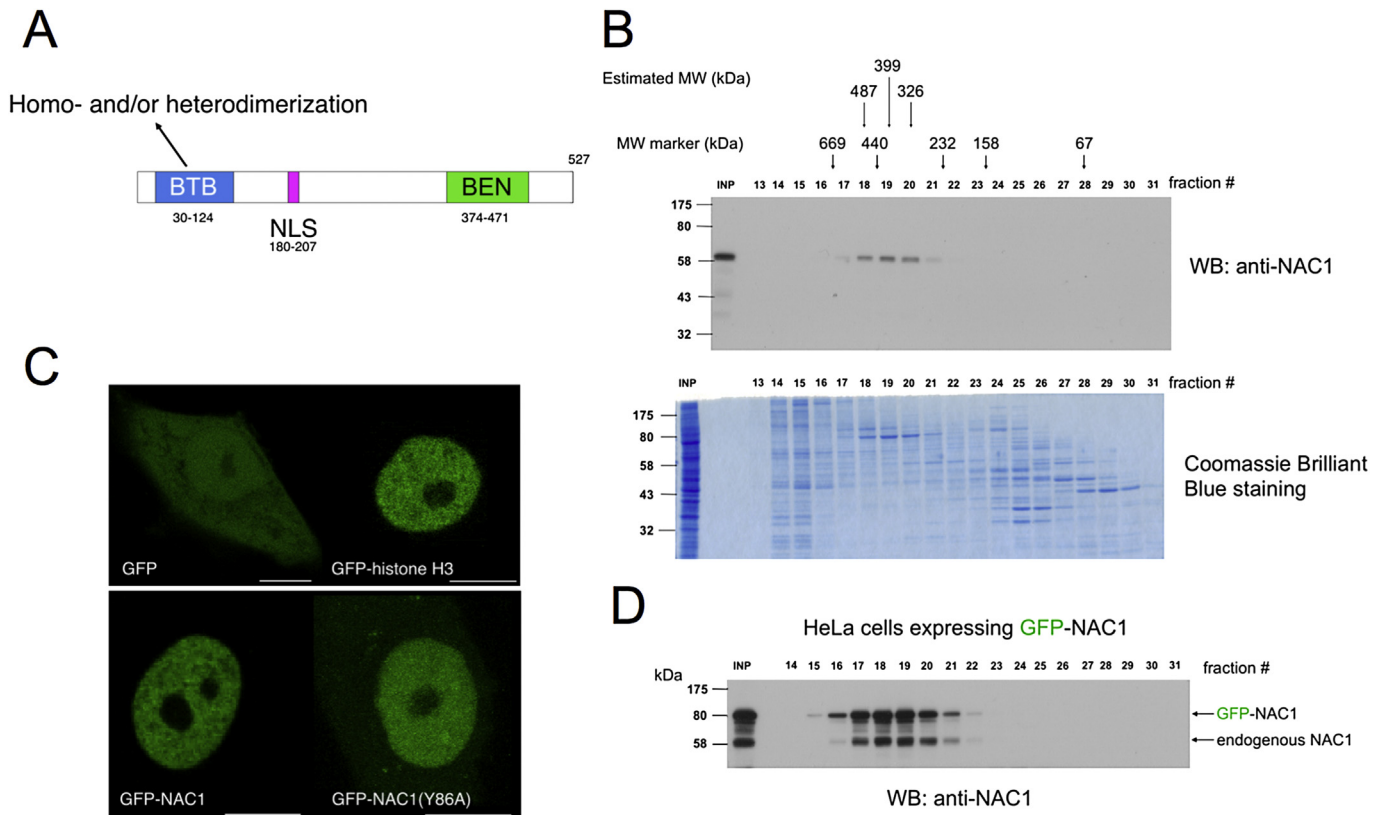 A
Homo- and/or heterodimerization
527
BTB
BEN
30-124
374-471
NLS
180-207
B
Estimated MW (kDa)
399
487
326
MW marker (kDa)
669
440
232
158
67
INP 13 14 15 16 17 18 19 20 21 22 23 24 25 26 27 28 29 30 31 fraction #
175
80
58
43
32
WB: anti-NAC1
INP 13 14 15 16 17 18 19 20 21 22 23 24 25 26 27 28 29 30 31 fraction #
175
80
58
43
32
Coomassie Brilliant
Blue staining
C
GFP
GFP-histone H3
GFP-NAC1
GFP-NAC1(Y86A)
D
HeLa cells expressing GFP-NAC1
kDa
INP 14 15 16 17 18 19 20 21 22 23 24 25 26 27 28 29 30 31 fraction #
175
80
58
GFP-NAC1
endogenous NAC1
WB: anti-NAC1